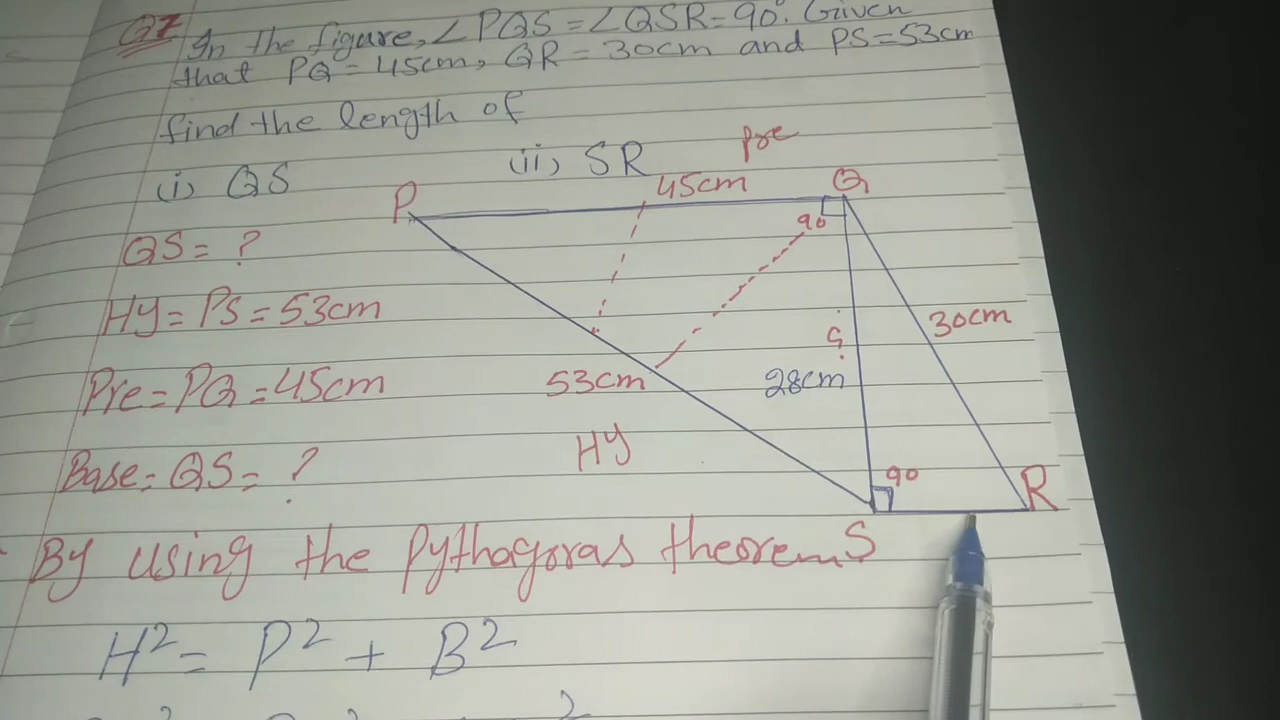 Q7 In the figure, ∠PQS = ∠QSR = 90°. Given
that PQ = 45cm, QR = 30cm and PS = 53cm
find the length of
(i) QS (ii) SR
Pre
P 45cm Q
90
QS = ?
Hy = PS = 53cm
? 30cm
Pre = PQ = 45cm 53cm 28cm
HY
Base = QS = ? 90 R
S
By using the Pythagoras theorem
H² = P² + B²